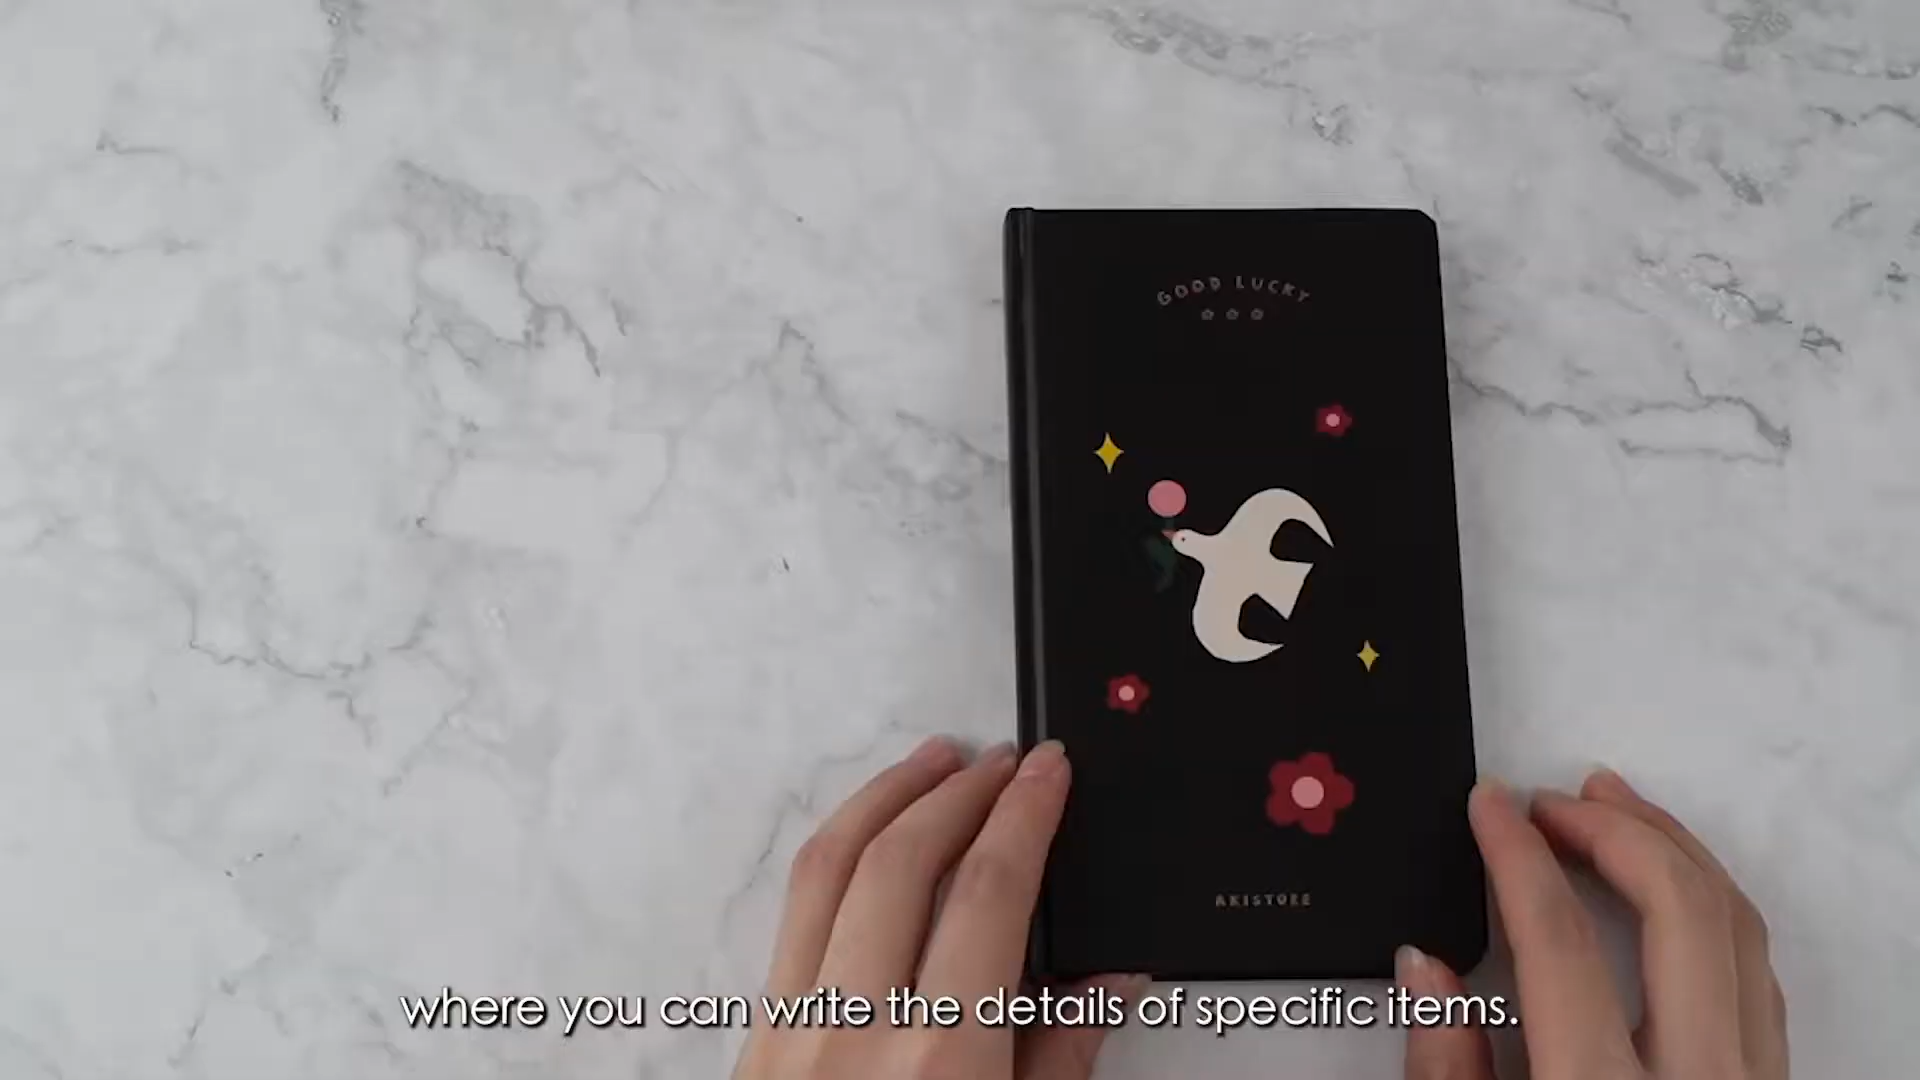 GOOD LUCKY
AKISTORE
where you can write the details of specific items.